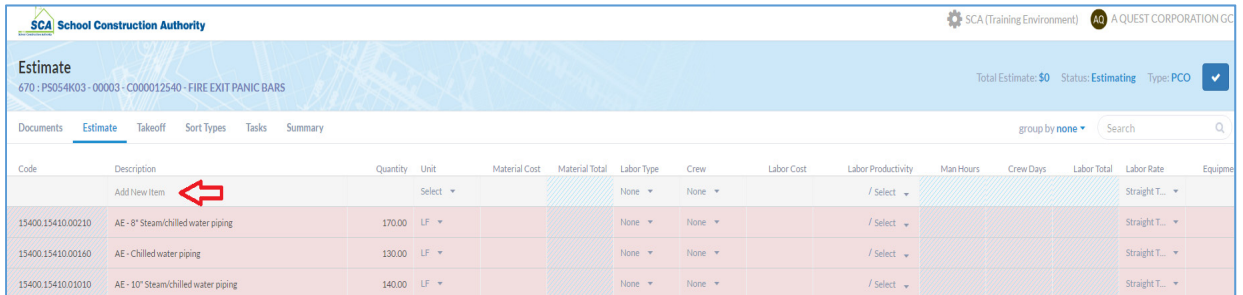 SCA School Construction Authority
SCA (Training Environment) AQ A QUEST CORPORATION GC
Estimate
670 : PS054K03 - 00003 - C000012540 - FIRE EXIT PANIC BARS
Total Estimate: $0 Status: Estimating Type: PCO
Documents Estimate Takeoff Sort Types Tasks Summary group by none Search
Code Description Quantity Unit Material Cost Material Total Labor Type Crew Labor Cost Labor Productivity Man Hours Crew Days Labor Total Labor Rate Equipme
Add New Item Select None None / Select Straight T...
15400.15410.00210 AE - 8" Steam/chilled water piping 170.00 LF None None / Select Straight T...
15400.15410.00160 AE - Chilled water piping 130.00 LF None None / Select Straight T...
15400.15410.01010 AE - 10" Steam/chilled water piping 140.00 LF None None / Select Straight T...